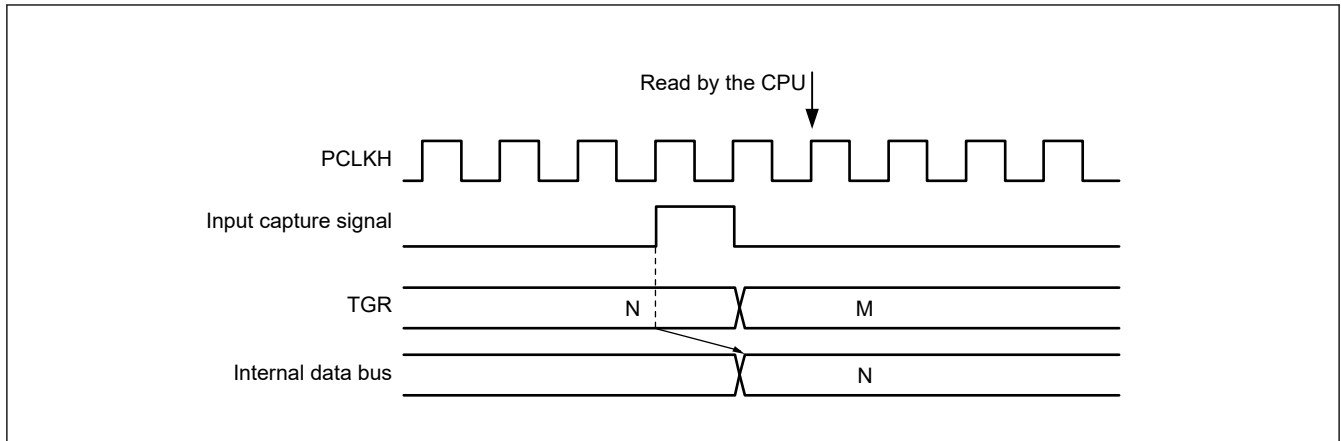 Read by the CPU
PCLKH
Input capture signal
TGR
N
M
Internal data bus
N